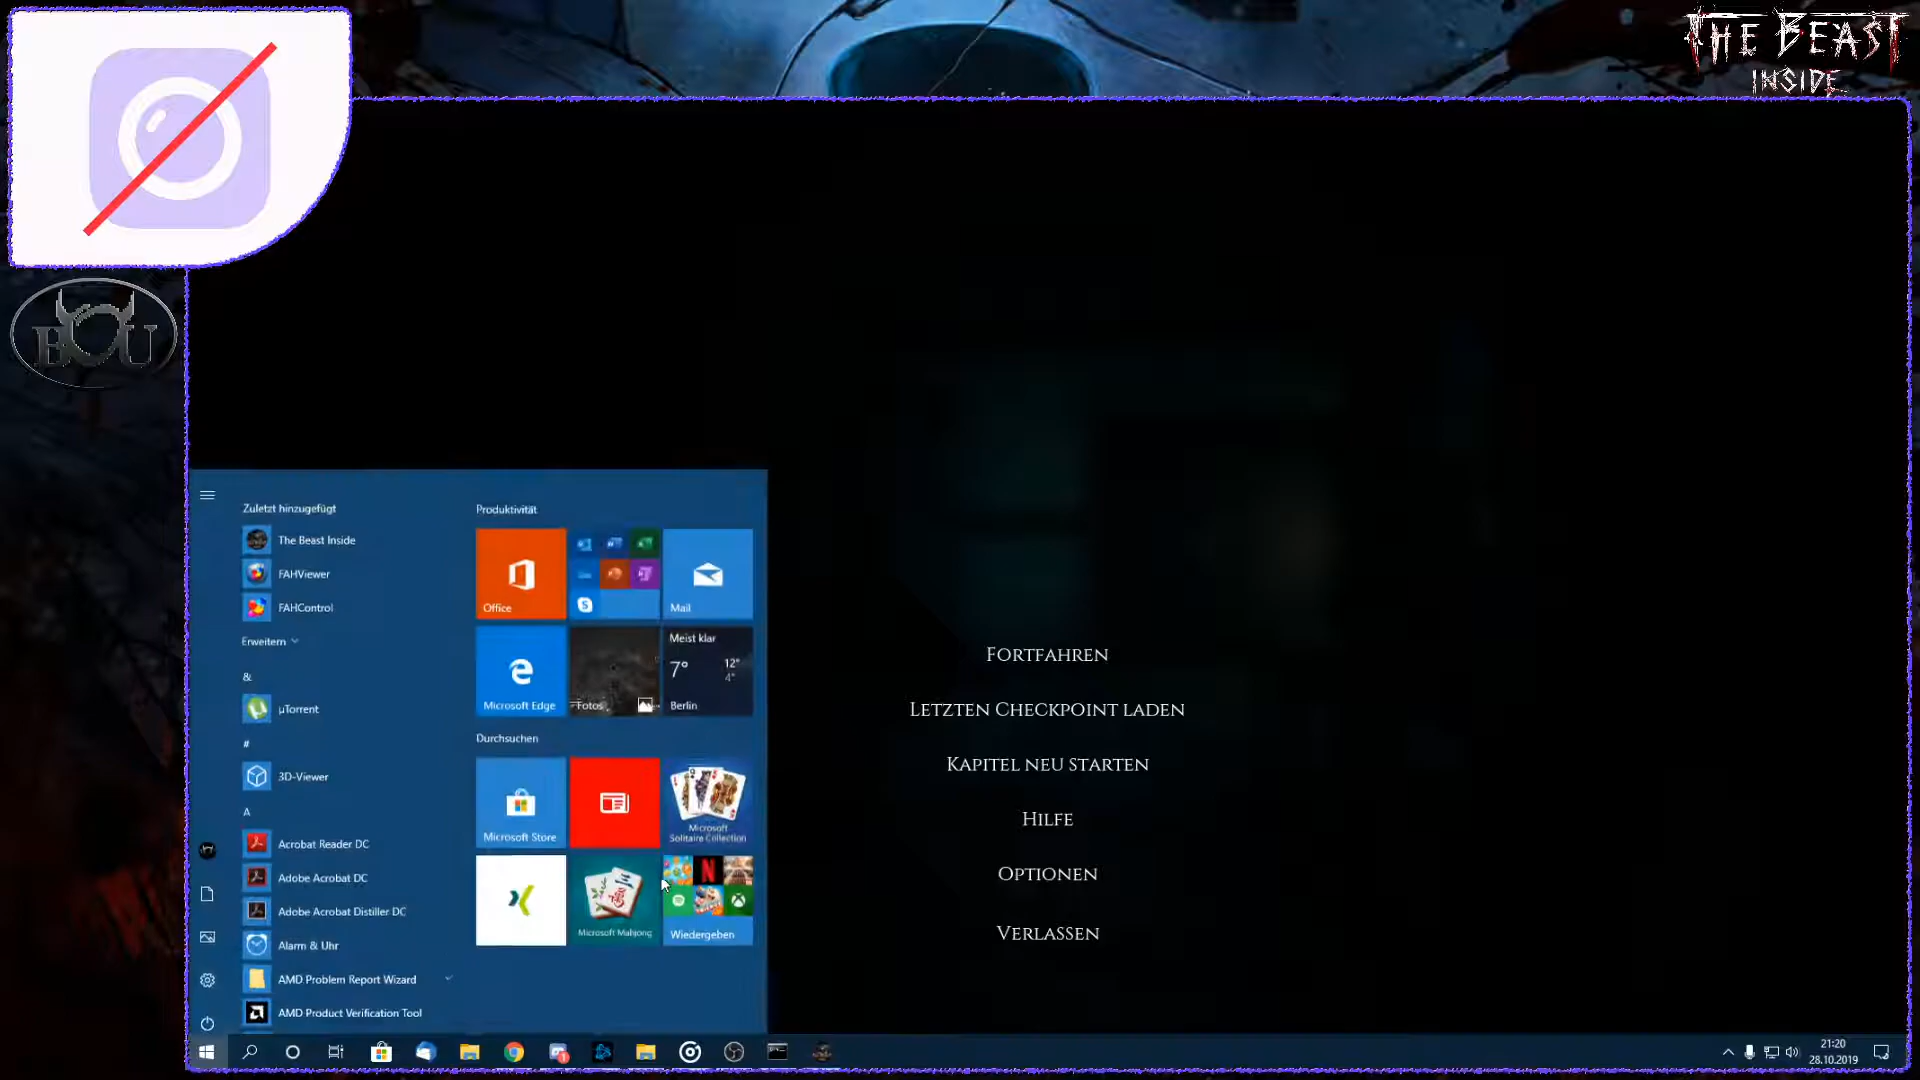 THE BEAST
INSIDE
BOU
Zuletzt hinzugefügt
The Beast Inside
FAHViewer
FAHControl
Erweitern
&
µTorrent
#
3D-Viewer
A
Acrobat Reader DC
Adobe Acrobat DC
Adobe Acrobat Distiller DC
Alarm & Uhr
AMD Problem Report Wizard
AMD Product Verification Tool
Produktivität
Office
Mail
Microsoft Edge
Fotos
Meist klar
7° 12°
4°
Berlin
Durchsuchen
Microsoft Store
Microsoft
Solitaire Collection
Microsoft Mahjong
Wiedergeben
FORTFAHREN
LETZTEN CHECKPOINT LADEN
KAPITEL NEU STARTEN
HILFE
OPTIONEN
VERLASSEN
21:20
28.10.2019